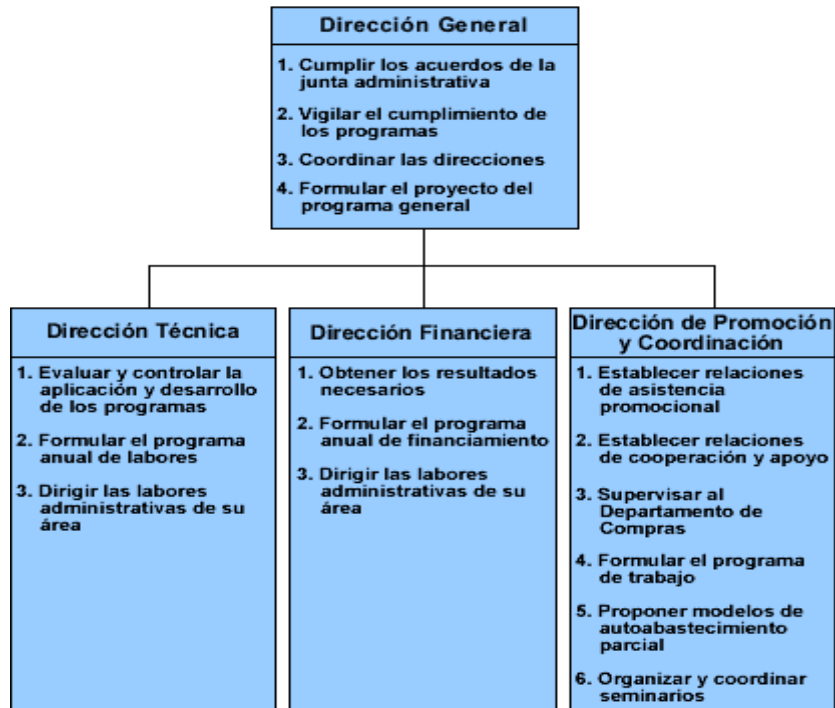 Dirección General
1. Cumplir los acuerdos de la
junta administrativa
2. Vigilar el cumplimiento de
los programas
3. Coordinar las direcciones
4. Formular el proyecto del
programa general
Dirección Técnica
1. Evaluar y controlar la
aplicación y desarrollo
de los programas
2. Formular el programa
anual de labores
3. Dirigir las labores
administrativas de su
área
Dirección Financiera
1. Obtener los resultados
necesarios
2. Formular el programa
anual de financiamiento
3. Dirigir las labores
administrativas de su
área
Dirección de Promoción
y Coordinación
1. Establecer relaciones
de asistencia
promocional
2. Establecer relaciones
de cooperación y apoyo
3. Supervisar al
Departamento de
Compras
4. Formular el programa
de trabajo
5. Proponer modelos de
autoabastecimiento
parcial
6. Organizar y coordinar
seminarios